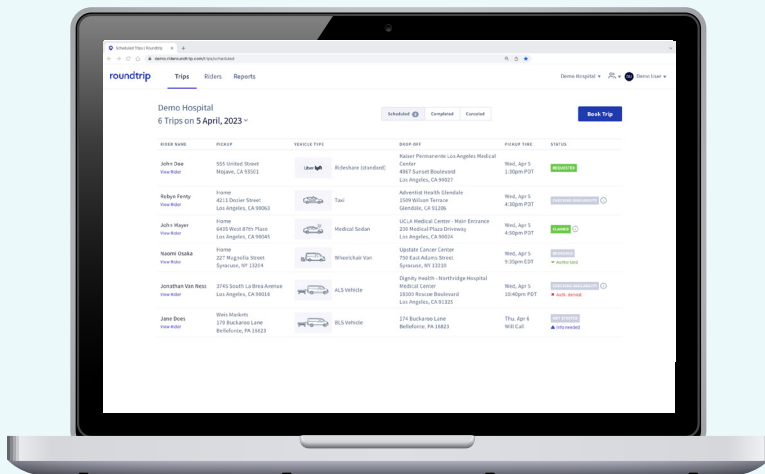 Scheduled Trips | Roundtrip
demo.rideroundtrip.com/trips/scheduled
roundtrip Trips Riders Reports Demo Hospital Demo User
Demo Hospital
6 Trips on 5 April, 2023
Scheduled Completed Canceled
Book Trip
RIDER NAME PICKUP VEHICLE TYPE DROP-OFF PICKUP TIME STATUS
John Doe
View Rider
555 United Street
Mojave, CA 93501
Uber lyft Rideshare (standard)
Kaiser Permanente Los Angeles Medical
Center
4867 Sunset Boulevard
Los Angeles, CA 90027
Wed, Apr 5
1:30pm PDT
REQUESTED
Robyn Fenty
View Rider
Home
4211 Dozier Street
Los Angeles, CA 90063
Taxi
Adventist Health Glendale
1509 Wilson Terrace
Glendale, CA 91206
Wed, Apr 5
4:30pm PDT
CHECKING AVAILABILITY
John Mayer
View Rider
Home
6435 West 87th Place
Los Angeles, CA 90045
Medical Sedan
UCLA Medical Center - Main Entrance
200 Medical Plaza Driveway
Los Angeles, CA 90024
Wed, Apr 5
4:50pm PDT
CLAIMED
Naomi Osaka
View Rider
Home
227 Magnolia Street
Syracuse, NY 13204
Wheelchair Van
Upstate Cancer Center
750 East Adams Street
Syracuse, NY 13210
Wed, Apr 5
9:35pm EDT
Authorized
Jonathan Van Ness
View Rider
3745 South La Brea Avenue
Los Angeles, CA 90016
ALS Vehicle
Dignity Health - Northridge Hospital
Medical Center
18300 Roscoe Boulevard
Los Angeles, CA 91325
Wed, Apr 5
10:40pm PDT
CHECKING AVAILABILITY
Auth. denied
Jane Does
View Rider
Weis Markets
170 Buckaroo Lane
Bellefonte, PA 16823
BLS Vehicle
174 Buckaroo Lane
Bellefonte, PA 16823
Thu, Apr 6
Will Call
NOT STARTED
Info needed